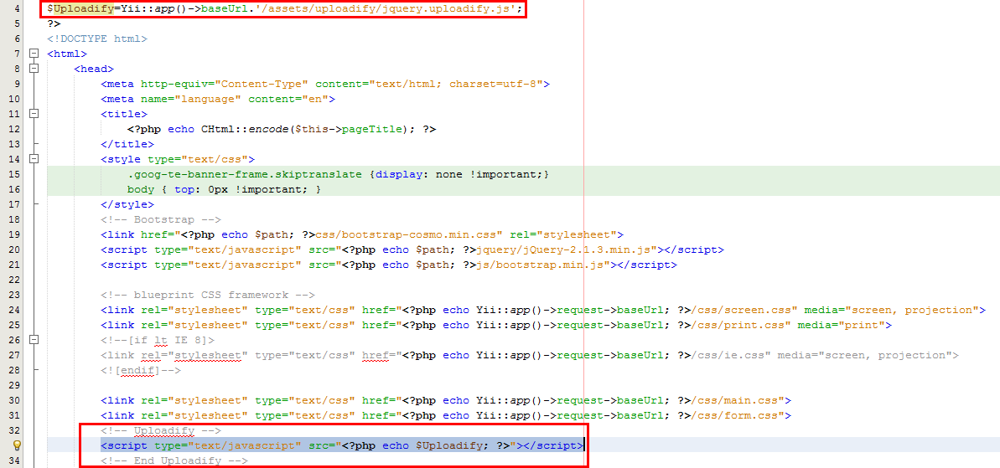 4 $Uploadify=Yii::app()->baseUrl.'/assets/uploadify/jquery.uploadify.js';
5 ?>
6 <!DOCTYPE html>
7 <html>
8 <head>
9 <meta http-equiv="Content-Type" content="text/html; charset=utf-8">
10 <meta name="language" content="en">
11 <title>
12 <?php echo CHtml::encode($this->pageTitle); ?>
13 </title>
14 <style type="text/css">
15 .goog-te-banner-frame.skiptranslate {display: none !important;}
16 body { top: 0px !important; }
17 </style>
18 <!-- Bootstrap -->
19 <link href="<?php echo $path; ?>css/bootstrap-cosmo.min.css" rel="stylesheet">
20 <script type="text/javascript" src="<?php echo $path; ?>jquery/jQuery-2.1.3.min.js"></script>
21 <script type="text/javascript" src="<?php echo $path; ?>js/bootstrap.min.js"></script>
22
23 <!-- blueprint CSS framework -->
24 <link rel="stylesheet" type="text/css" href="<?php echo Yii::app()->request->baseUrl; ?>/css/screen.css" media="screen, projection">
25 <link rel="stylesheet" type="text/css" href="<?php echo Yii::app()->request->baseUrl; ?>/css/print.css" media="print">
26 <!--[if lt IE 8]>
27 <link rel="stylesheet" type="text/css" href="<?php echo Yii::app()->request->baseUrl; ?>/css/ie.css" media="screen, projection">
28 <![endif]-->
29
30 <link rel="stylesheet" type="text/css" href="<?php echo Yii::app()->request->baseUrl; ?>/css/main.css">
31 <link rel="stylesheet" type="text/css" href="<?php echo Yii::app()->request->baseUrl; ?>/css/form.css">
32 <!-- Uploadify -->
<script type="text/javascript" src="<?php echo $Uploadify; ?>"></script>
34 <!-- End Uploadify -->